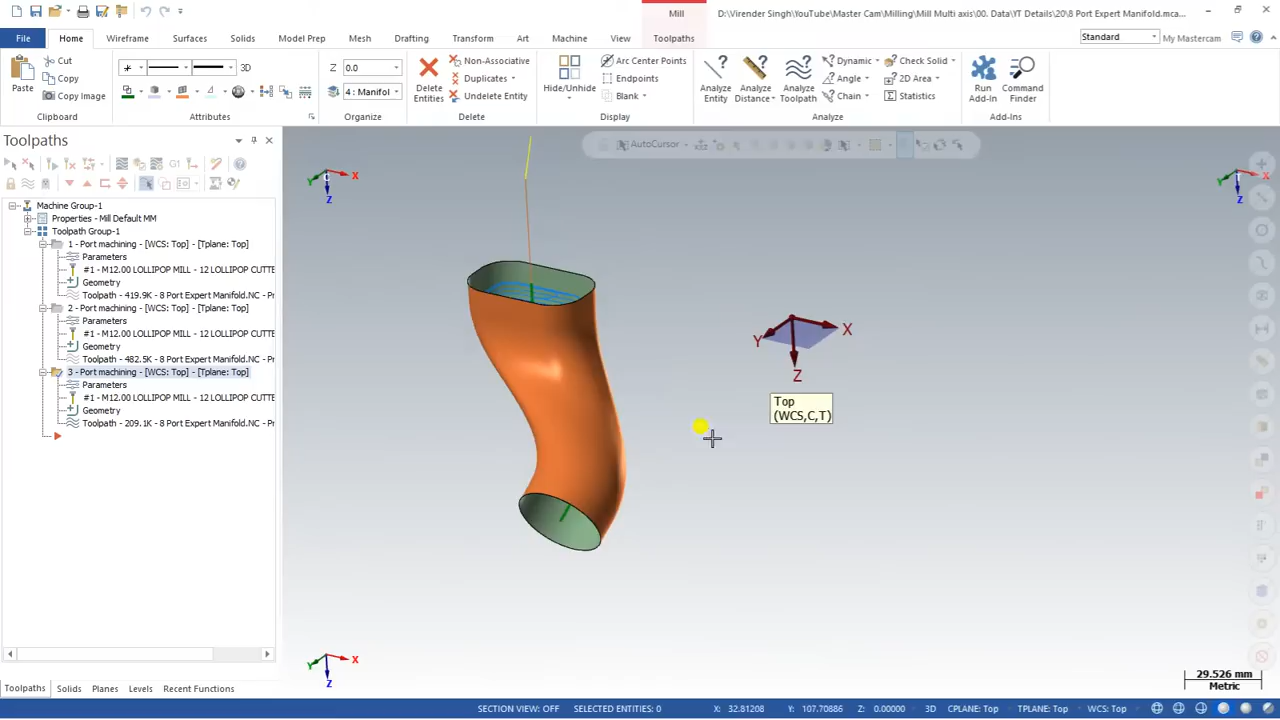 Mill
D:\Virender Singh\YouTube\Master Cam\Milling\Mill Multi axis\00. Data\YT Details\20\8 Port Expert Manifold.mca...
File
Home
Wireframe
Surfaces
Solids
Model Prep
Mesh
Drafting
Transform
Art
Machine
View
Toolpaths
Standard
My Mastercam
Paste
Cut
Copy
Copy Image
Clipboard
3D
Attributes
Z 0.0
4 : Manifol
Organize
Delete Entities
Non-Associative
Duplicates
Undelete Entity
Delete
Hide/Unhide
Arc Center Points
Endpoints
Blank
Display
Analyze Entity
Analyze Distance
Analyze Toolpath
Dynamic
Angle
Chain
Check Solid
2D Area
Statistics
Analyze
Run Add-In
Command Finder
Add-Ins
Toolpaths
G1
AutoCursor
Machine Group-1
Properties - Mill Default MM
Toolpath Group-1
1 - Port machining - [WCS: Top] - [Tplane: Top]
Parameters
#1 - M12.00 LOLLIPOP MILL - 12 LOLLIPOP CUTTE
Geometry
Toolpath - 419.9K - 8 Port Expert Manifold.NC - Pr
2 - Port machining - [WCS: Top] - [Tplane: Top]
Parameters
#1 - M12.00 LOLLIPOP MILL - 12 LOLLIPOP CUTTE
Geometry
Toolpath - 482.5K - 8 Port Expert Manifold.NC - Pr
3 - Port machining - [WCS: Top] - [Tplane: Top]
Parameters
#1 - M12.00 LOLLIPOP MILL - 12 LOLLIPOP CUTTE
Geometry
Toolpath - 209.1K - 8 Port Expert Manifold.NC - Pr
Y C X
Z
Y T X
Z
Y X
Z
Top
(WCS,C,T)
Y X
Z
29.526 mm
Metric
Toolpaths
Solids
Planes
Levels
Recent Functions
SECTION VIEW: OFF
SELECTED ENTITIES: 0
X: 32.81208
Y: 107.70886
Z: 0.00000
3D
CPLANE: Top
TPLANE: Top
WCS: Top